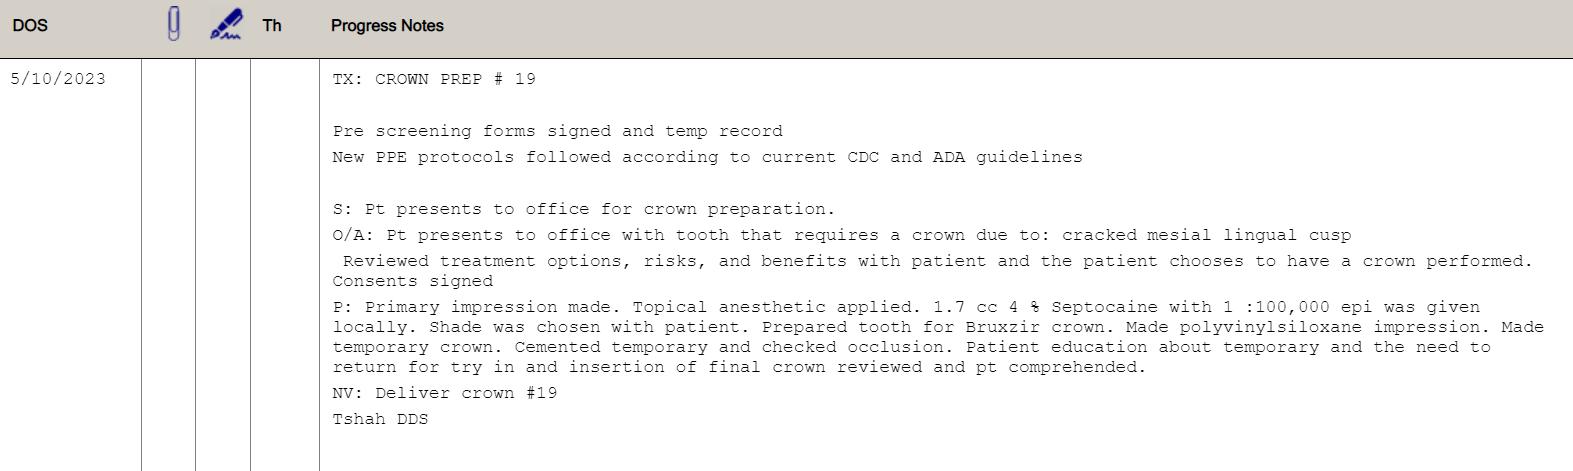 DOS Th Progress Notes
5/10/2023 TX: CROWN PREP # 19
Pre screening forms signed and temp record
New PPE protocols followed according to current CDC and ADA guidelines
S: Pt presents to office for crown preparation.
O/A: Pt presents to office with tooth that requires a crown due to: cracked mesial lingual cusp
Reviewed treatment options, risks, and benefits with patient and the patient chooses to have a crown performed.
Consents signed
P: Primary impression made. Topical anesthetic applied. 1.7 cc 4 % Septocaine with 1 :100,000 epi was given
locally. Shade was chosen with patient. Prepared tooth for Bruxzir crown. Made polyvinylsiloxane impression. Made
temporary crown. Cemented temporary and checked occlusion. Patient education about temporary and the need to
return for try in and insertion of final crown reviewed and pt comprehended.
NV: Deliver crown #19
Tshah DDS